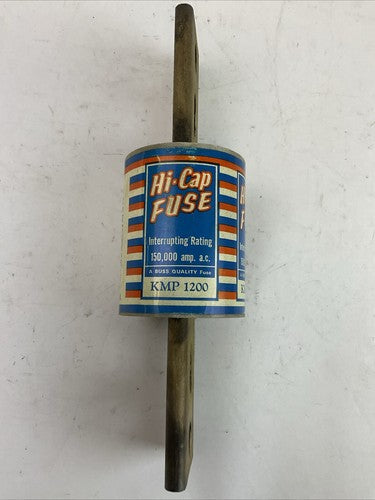 Hi-Cap
FUSE
Interrupting Rating
150,000 amp. a.c.
A BUSS QUALITY Fuse
KMP 1200